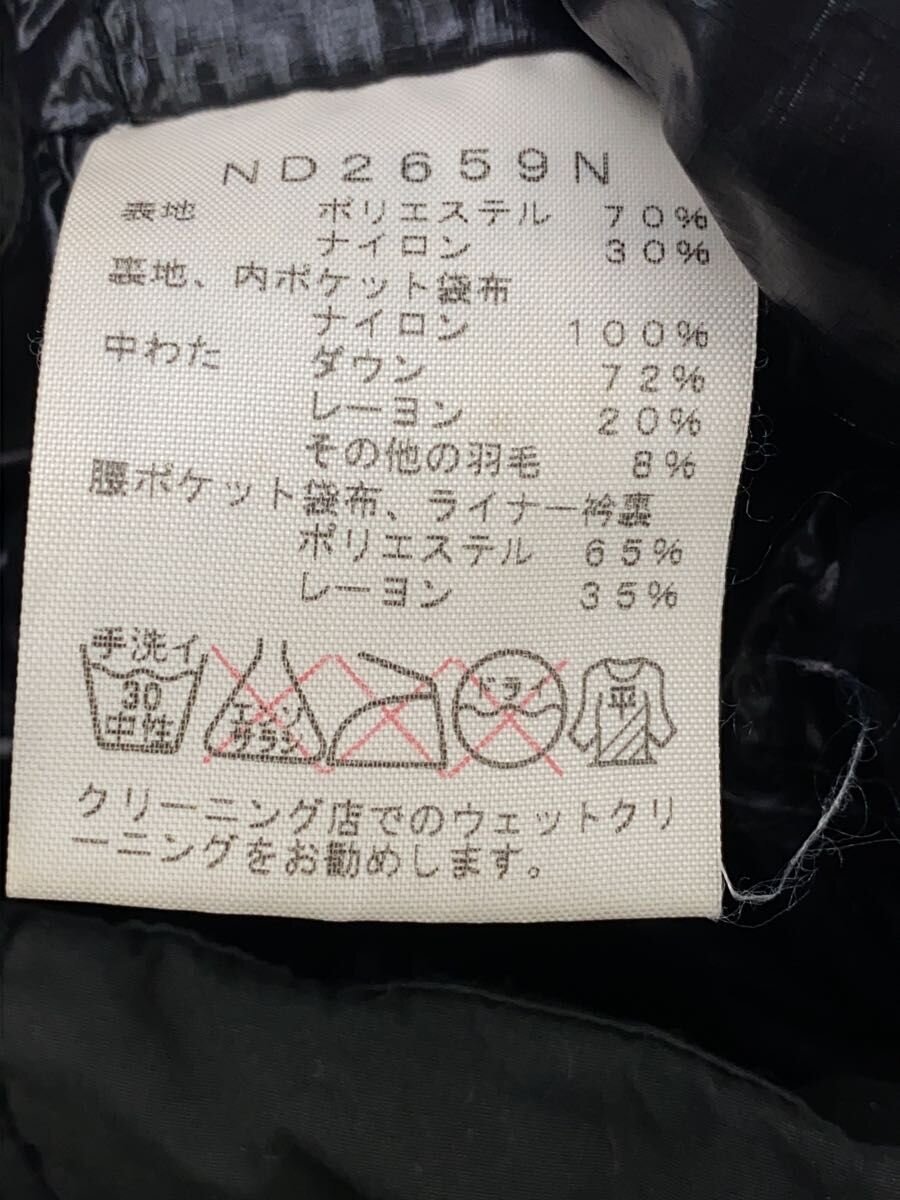 ND2659N
表地 ポリエステル 70%
ナイロン 30%
裏地、内ポケット袋布
ナイロン 100%
中わた ダウン 72%
レーヨン 20%
その他の羽毛 8%
腰ポケット袋布、ライナー衿裏
ポリエステル 65%
レーヨン 35%
手洗イ
30
中性
エンソ
サラシ
ドライ
平
クリーニング店でのウェットクリ
ーニングをお勧めします。